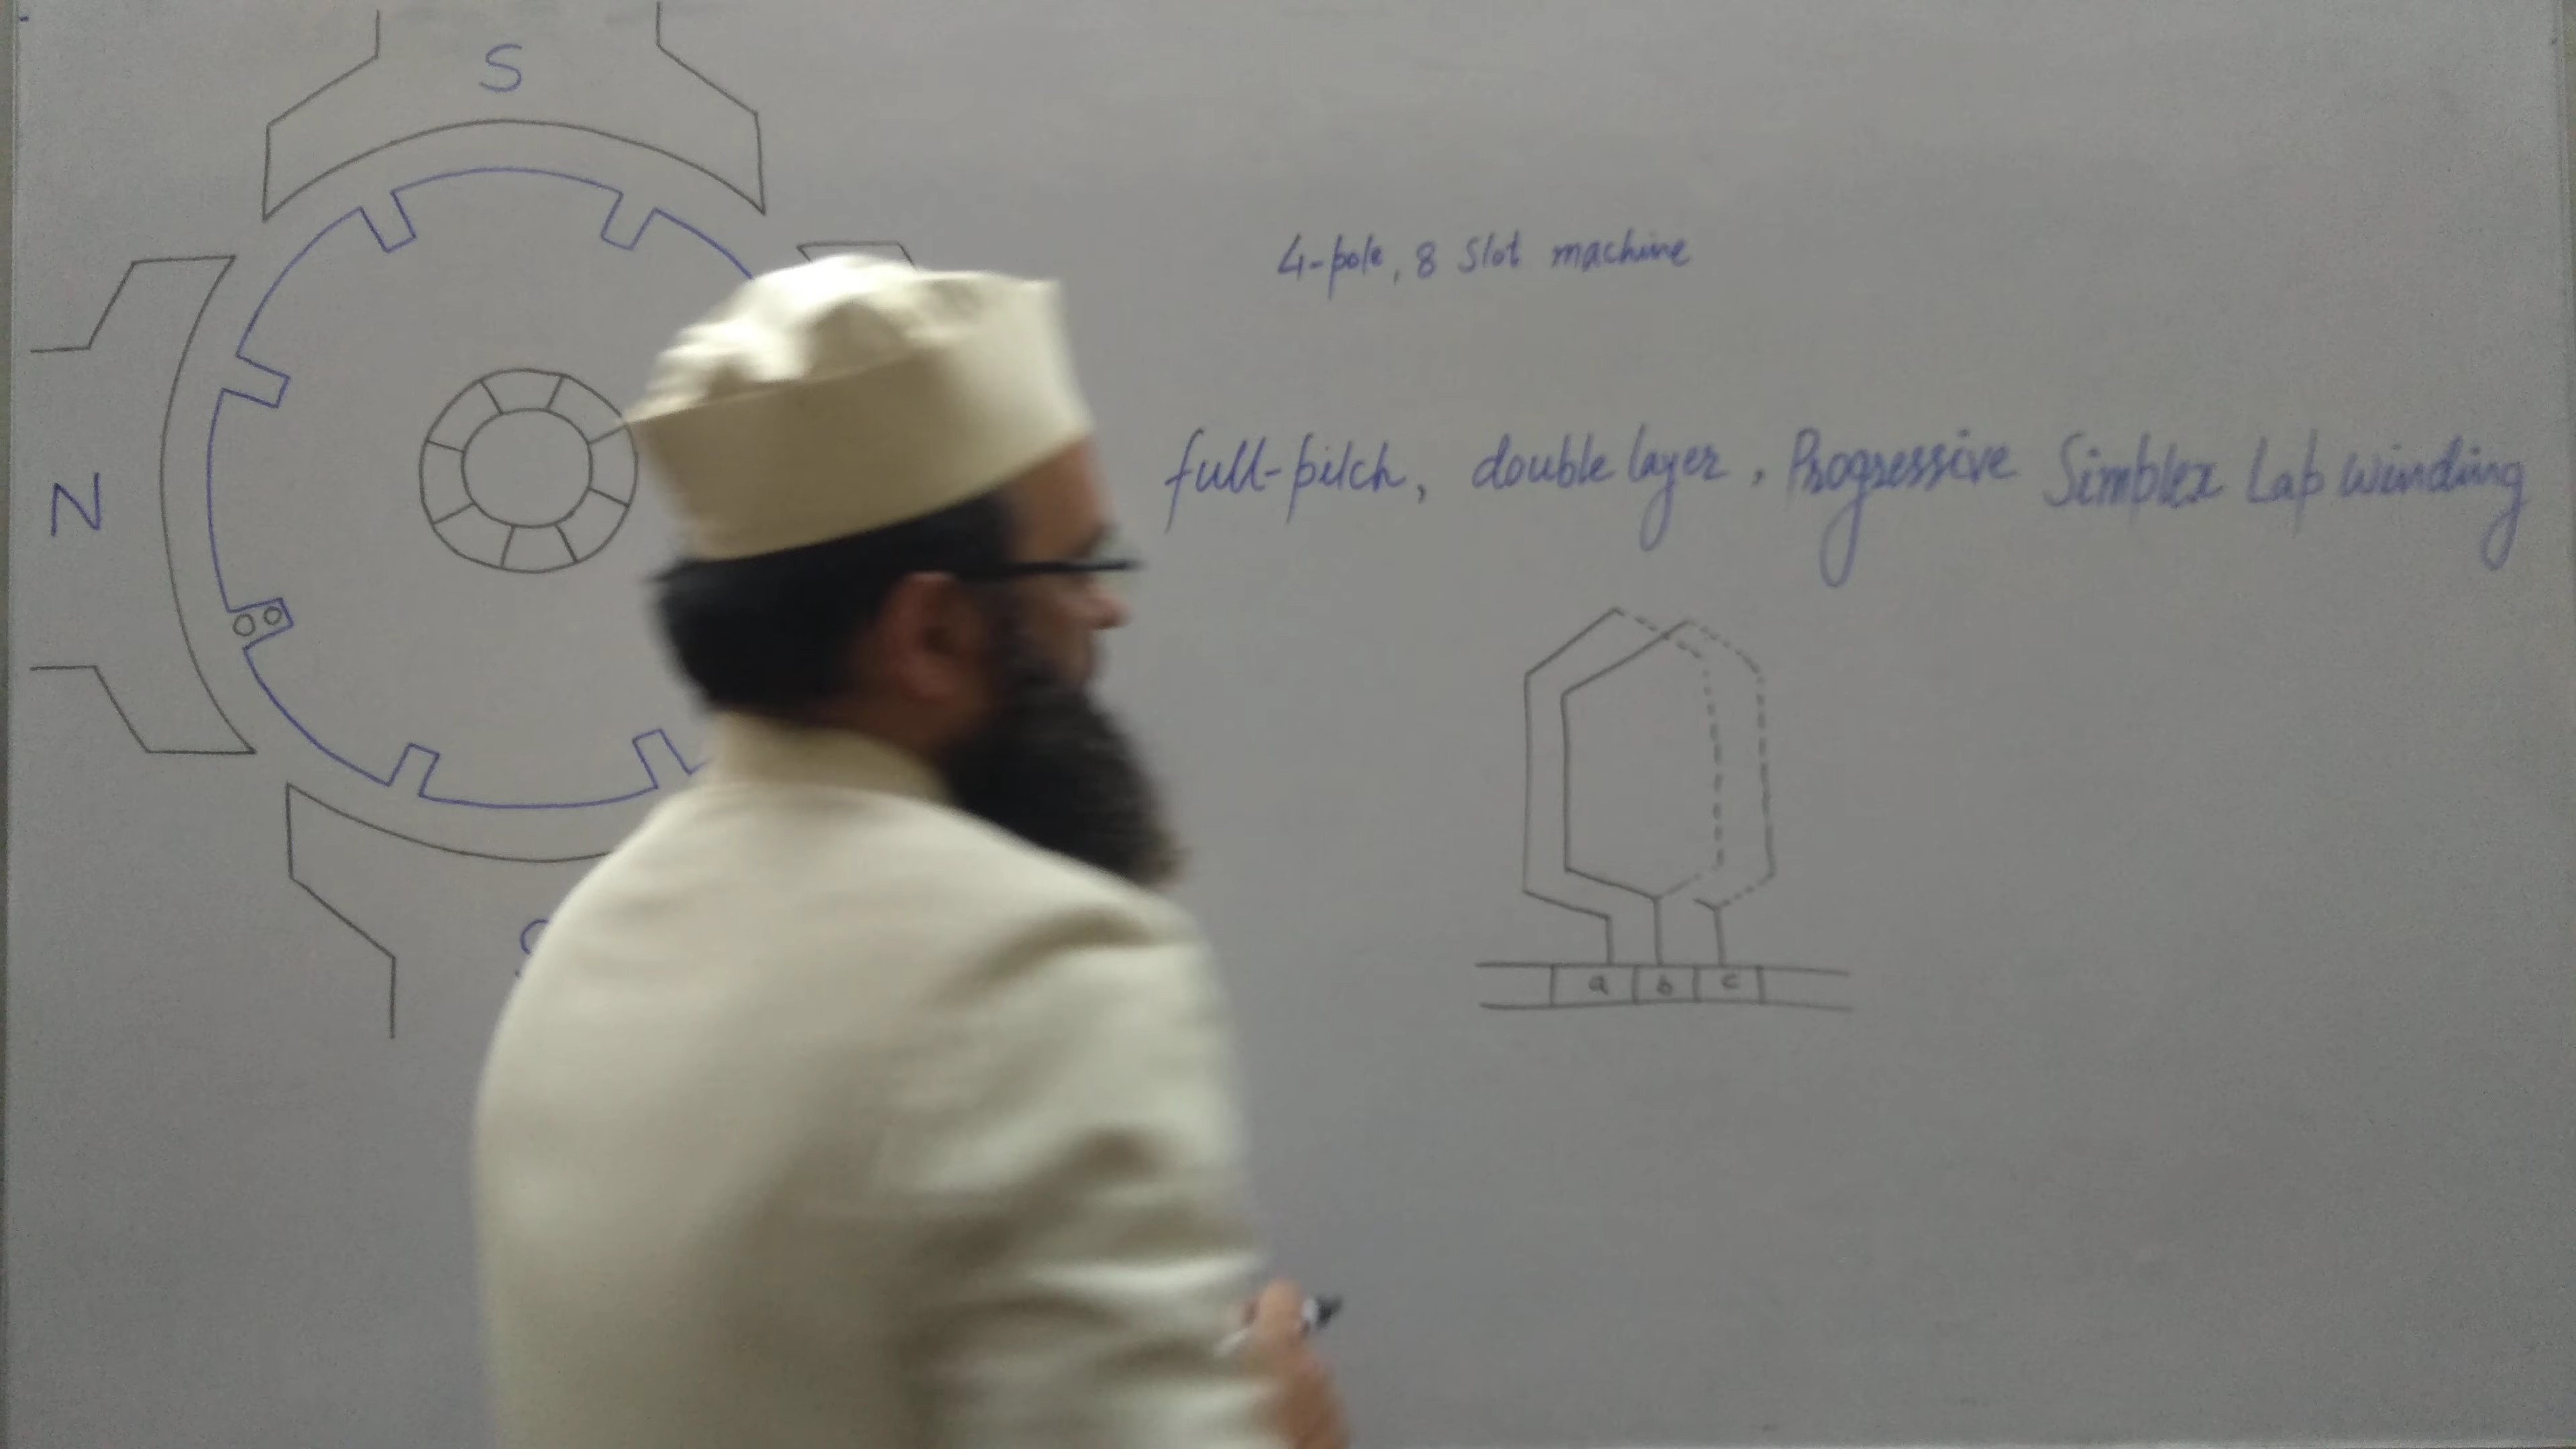 S
4-pole, 8 Slot machine
N
full-pitch, double layer, Progressive Simplex Lap winding
a b c